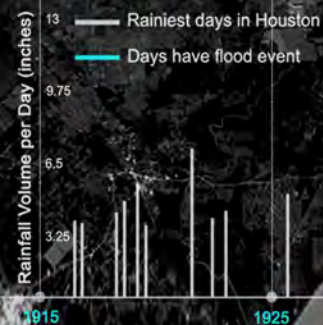 13
Rainiest days in Houston
Days have flood event
Rainfall Volume per Day (inches)
9.75
6.5
3.25
1915
1925